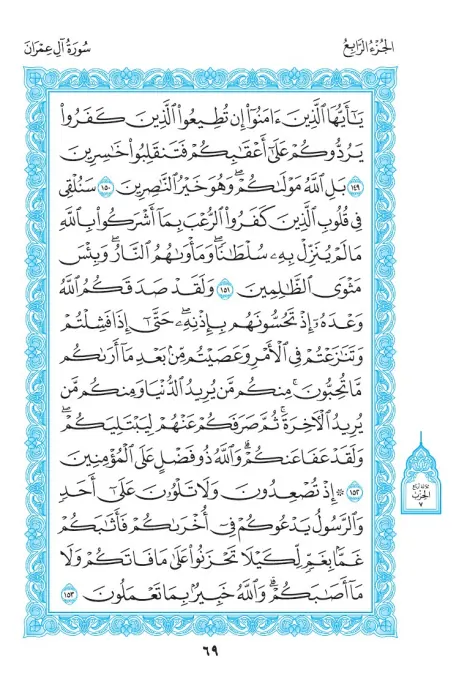 الجُزْءُ الرَّابِعُ
سُورَةُ آلِ عِمْرَانَ
يَٰٓأَيُّهَا ٱلَّذِينَ ءَامَنُوٓا۟ إِن تُطِيعُوا۟ ٱلَّذِينَ كَفَرُوا۟
يَرُدُّوكُمْ عَلَىٰٓ أَعْقَٰبِكُمْ فَتَنقَلِبُوا۟ خَٰسِرِينَ
١٤٩ بَلِ ٱللَّهُ مَوْلَىٰكُمْ ۖ وَهُوَ خَيْرُ ٱلنَّٰصِرِينَ ١٥٠ سَنُلْقِى
فِى قُلُوبِ ٱلَّذِينَ كَفَرُوا۟ ٱلرُّعْبَ بِمَآ أَشْرَكُوا۟ بِٱللَّهِ
مَا لَمْ يُنَزِّلْ بِهِۦ سُلْطَٰنًا ۖ وَمَأْوَىٰهُمُ ٱلنَّارُ ۚ وَبِئْسَ
مَثْوَى ٱلظَّٰلِمِينَ ١٥١ وَلَقَدْ صَدَقَكُمُ ٱللَّهُ
وَعْدَهُۥٓ إِذْ تَحُسُّونَهُم بِإِذْنِهِۦ ۖ حَتَّىٰٓ إِذَا فَشِلْتُمْ
وَتَنَٰزَعْتُمْ فِى ٱلْأَمْرِ وَعَصَيْتُم مِّنۢ بَعْدِ مَآ أَرَىٰكُم
مَّا تُحِبُّونَ ۚ مِنكُم مَّن يُرِيدُ ٱلدُّنْيَا وَمِنكُم مَّن
يُرِيدُ ٱلْءَاخِرَةَ ۚ ثُمَّ صَرَفَكُمْ عَنْهُمْ لِيَبْتَلِيَكُمْ ۖ
وَلَقَدْ عَفَا عَنكُمْ ۗ وَٱللَّهُ ذُو فَضْلٍ عَلَى ٱلْمُؤْمِنِينَ
١٥٢ ۞ إِذْ تُصْعِدُونَ وَلَا تَلْوُۥنَ عَلَىٰٓ أَحَدٍ
وَٱلرَّسُولُ يَدْعُوكُمْ فِىٓ أُخْرَىٰكُمْ فَأَثَٰبَكُمْ
غَمًّۢا بِغَمٍّ لِّكَيْلَا تَحْزَنُوا۟ عَلَىٰ مَا فَاتَكُمْ وَلَا
مَآ أَصَٰبَكُمْ ۗ وَٱللَّهُ خَبِيرٌۢ بِمَا تَعْمَلُونَ ١٥٣
الحِزْبُ
٧
٦٩